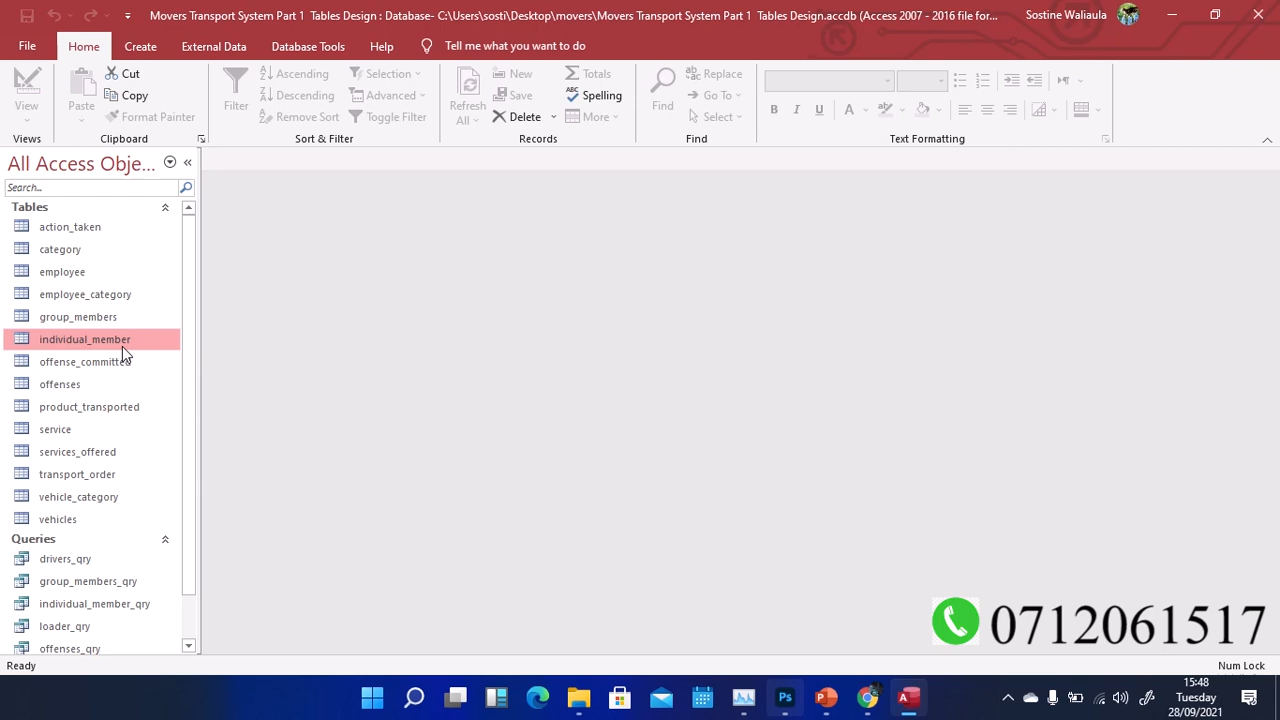 Movers Transport System Part 1 Tables Design : Database- C:\Users\sosti\Desktop\movers\Movers Transport System Part 1 Tables Design.accdb (Access 2007 - 2016 file for... Sostine Waliaula
File Home Create External Data Database Tools Help Tell me what you want to do
View Paste Cut Copy Format Painter Filter Ascending Descending Remove Sort Selection Advanced Toggle Filter Refresh All New Save Delete Totals Spelling More Find Replace Go To Select B I U A
Views Clipboard Sort & Filter Records Find Text Formatting
All Access Obje...
Search...
Tables
action_taken
category
employee
employee_category
group_members
individual_member
offense_committed
offenses
product_transported
service
services_offered
transport_order
vehicle_category
vehicles
Queries
drivers_qry
group_members_qry
individual_member_qry
loader_qry
offenses_qry
0712061517
Ready Num Lock
15:48
Tuesday
28/09/2021